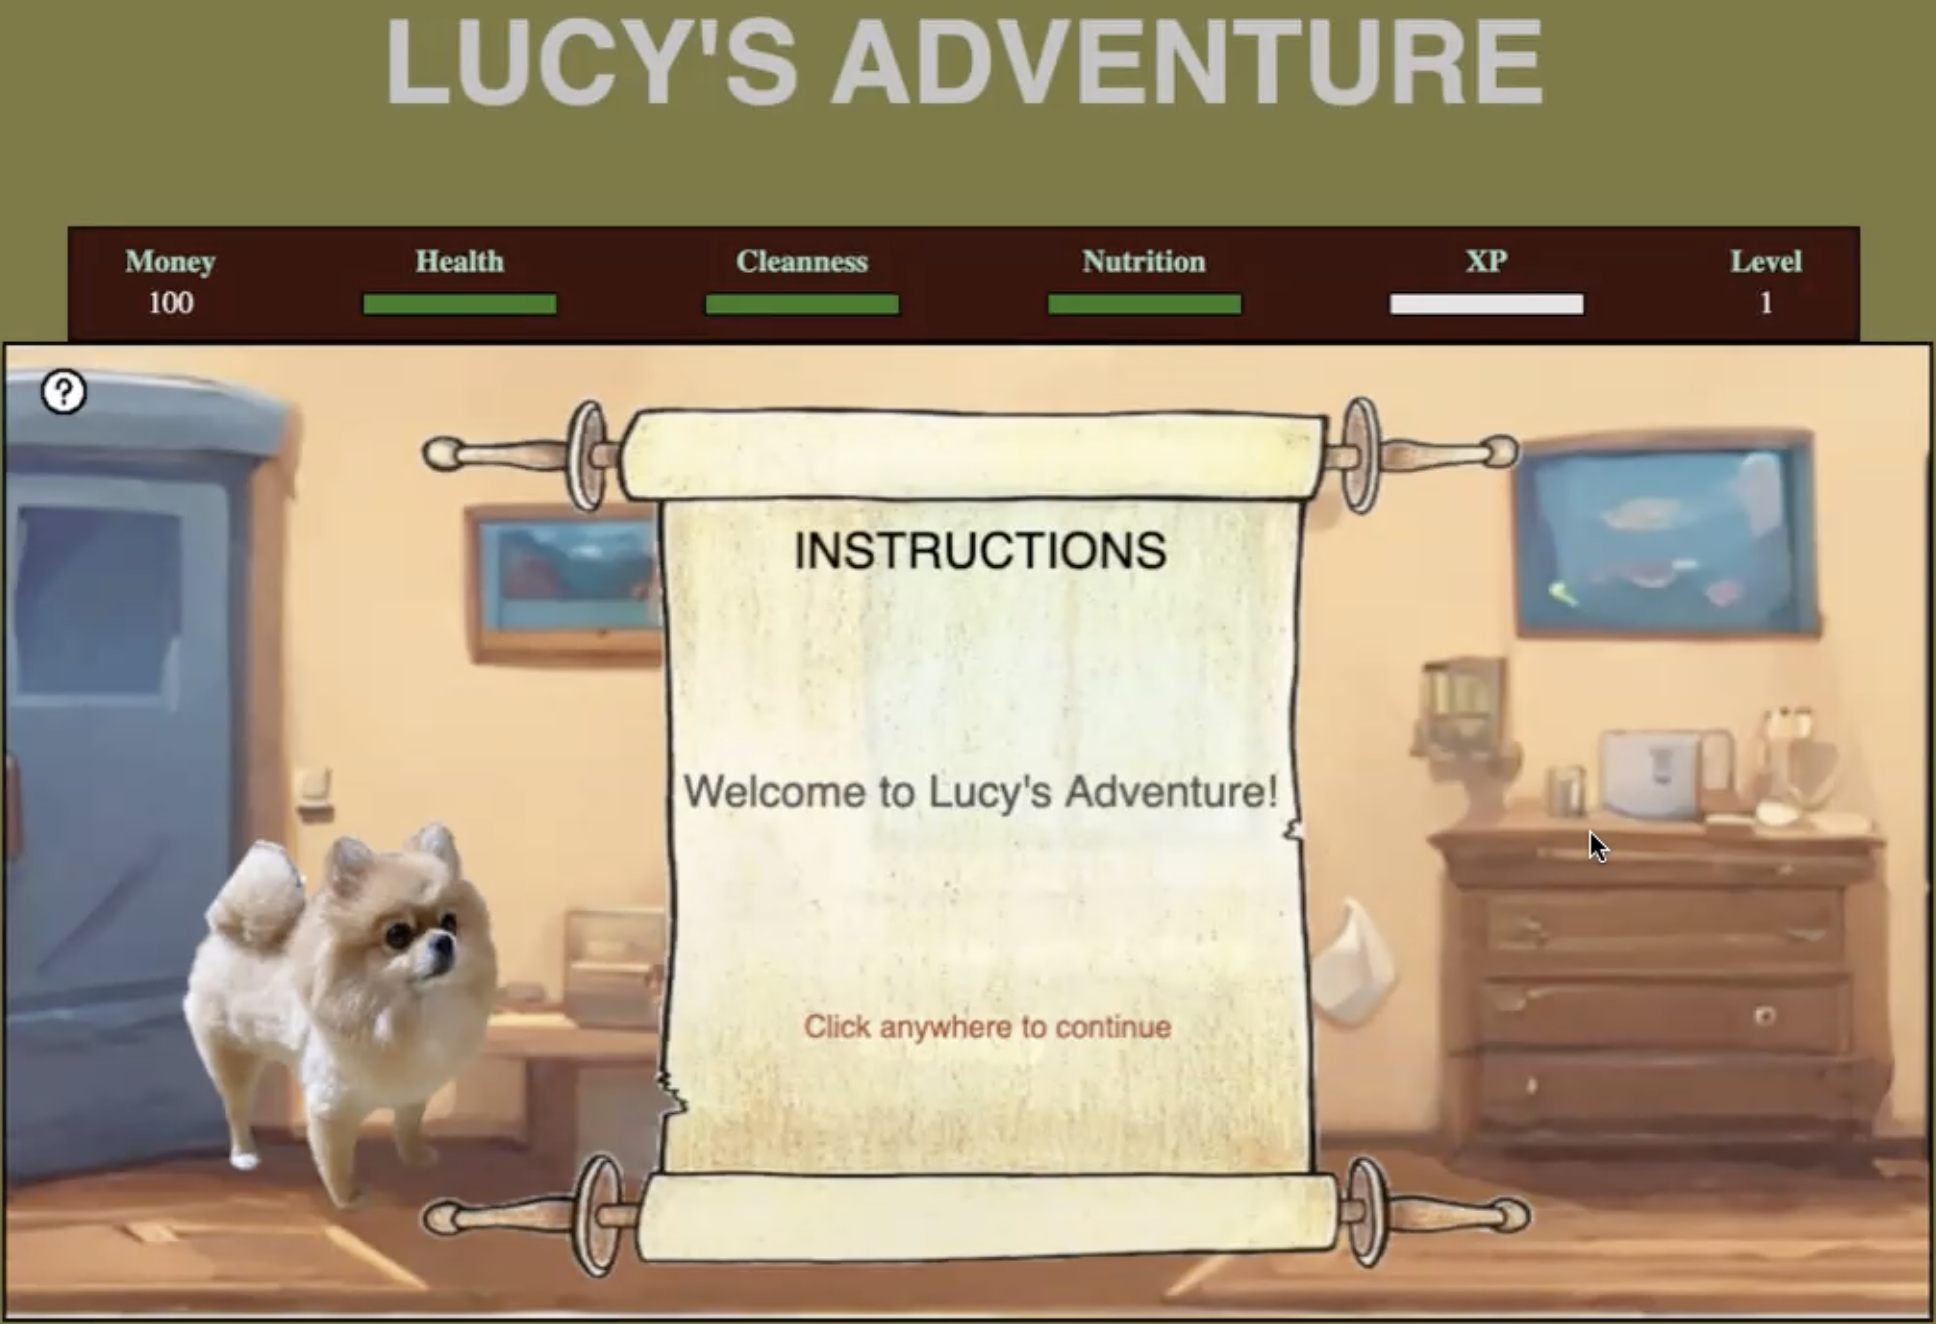 LUCY'S ADVENTURE
Money Health Cleanness Nutrition XP Level
100 1
?
INSTRUCTIONS
Welcome to Lucy's Adventure!
Click anywhere to continue